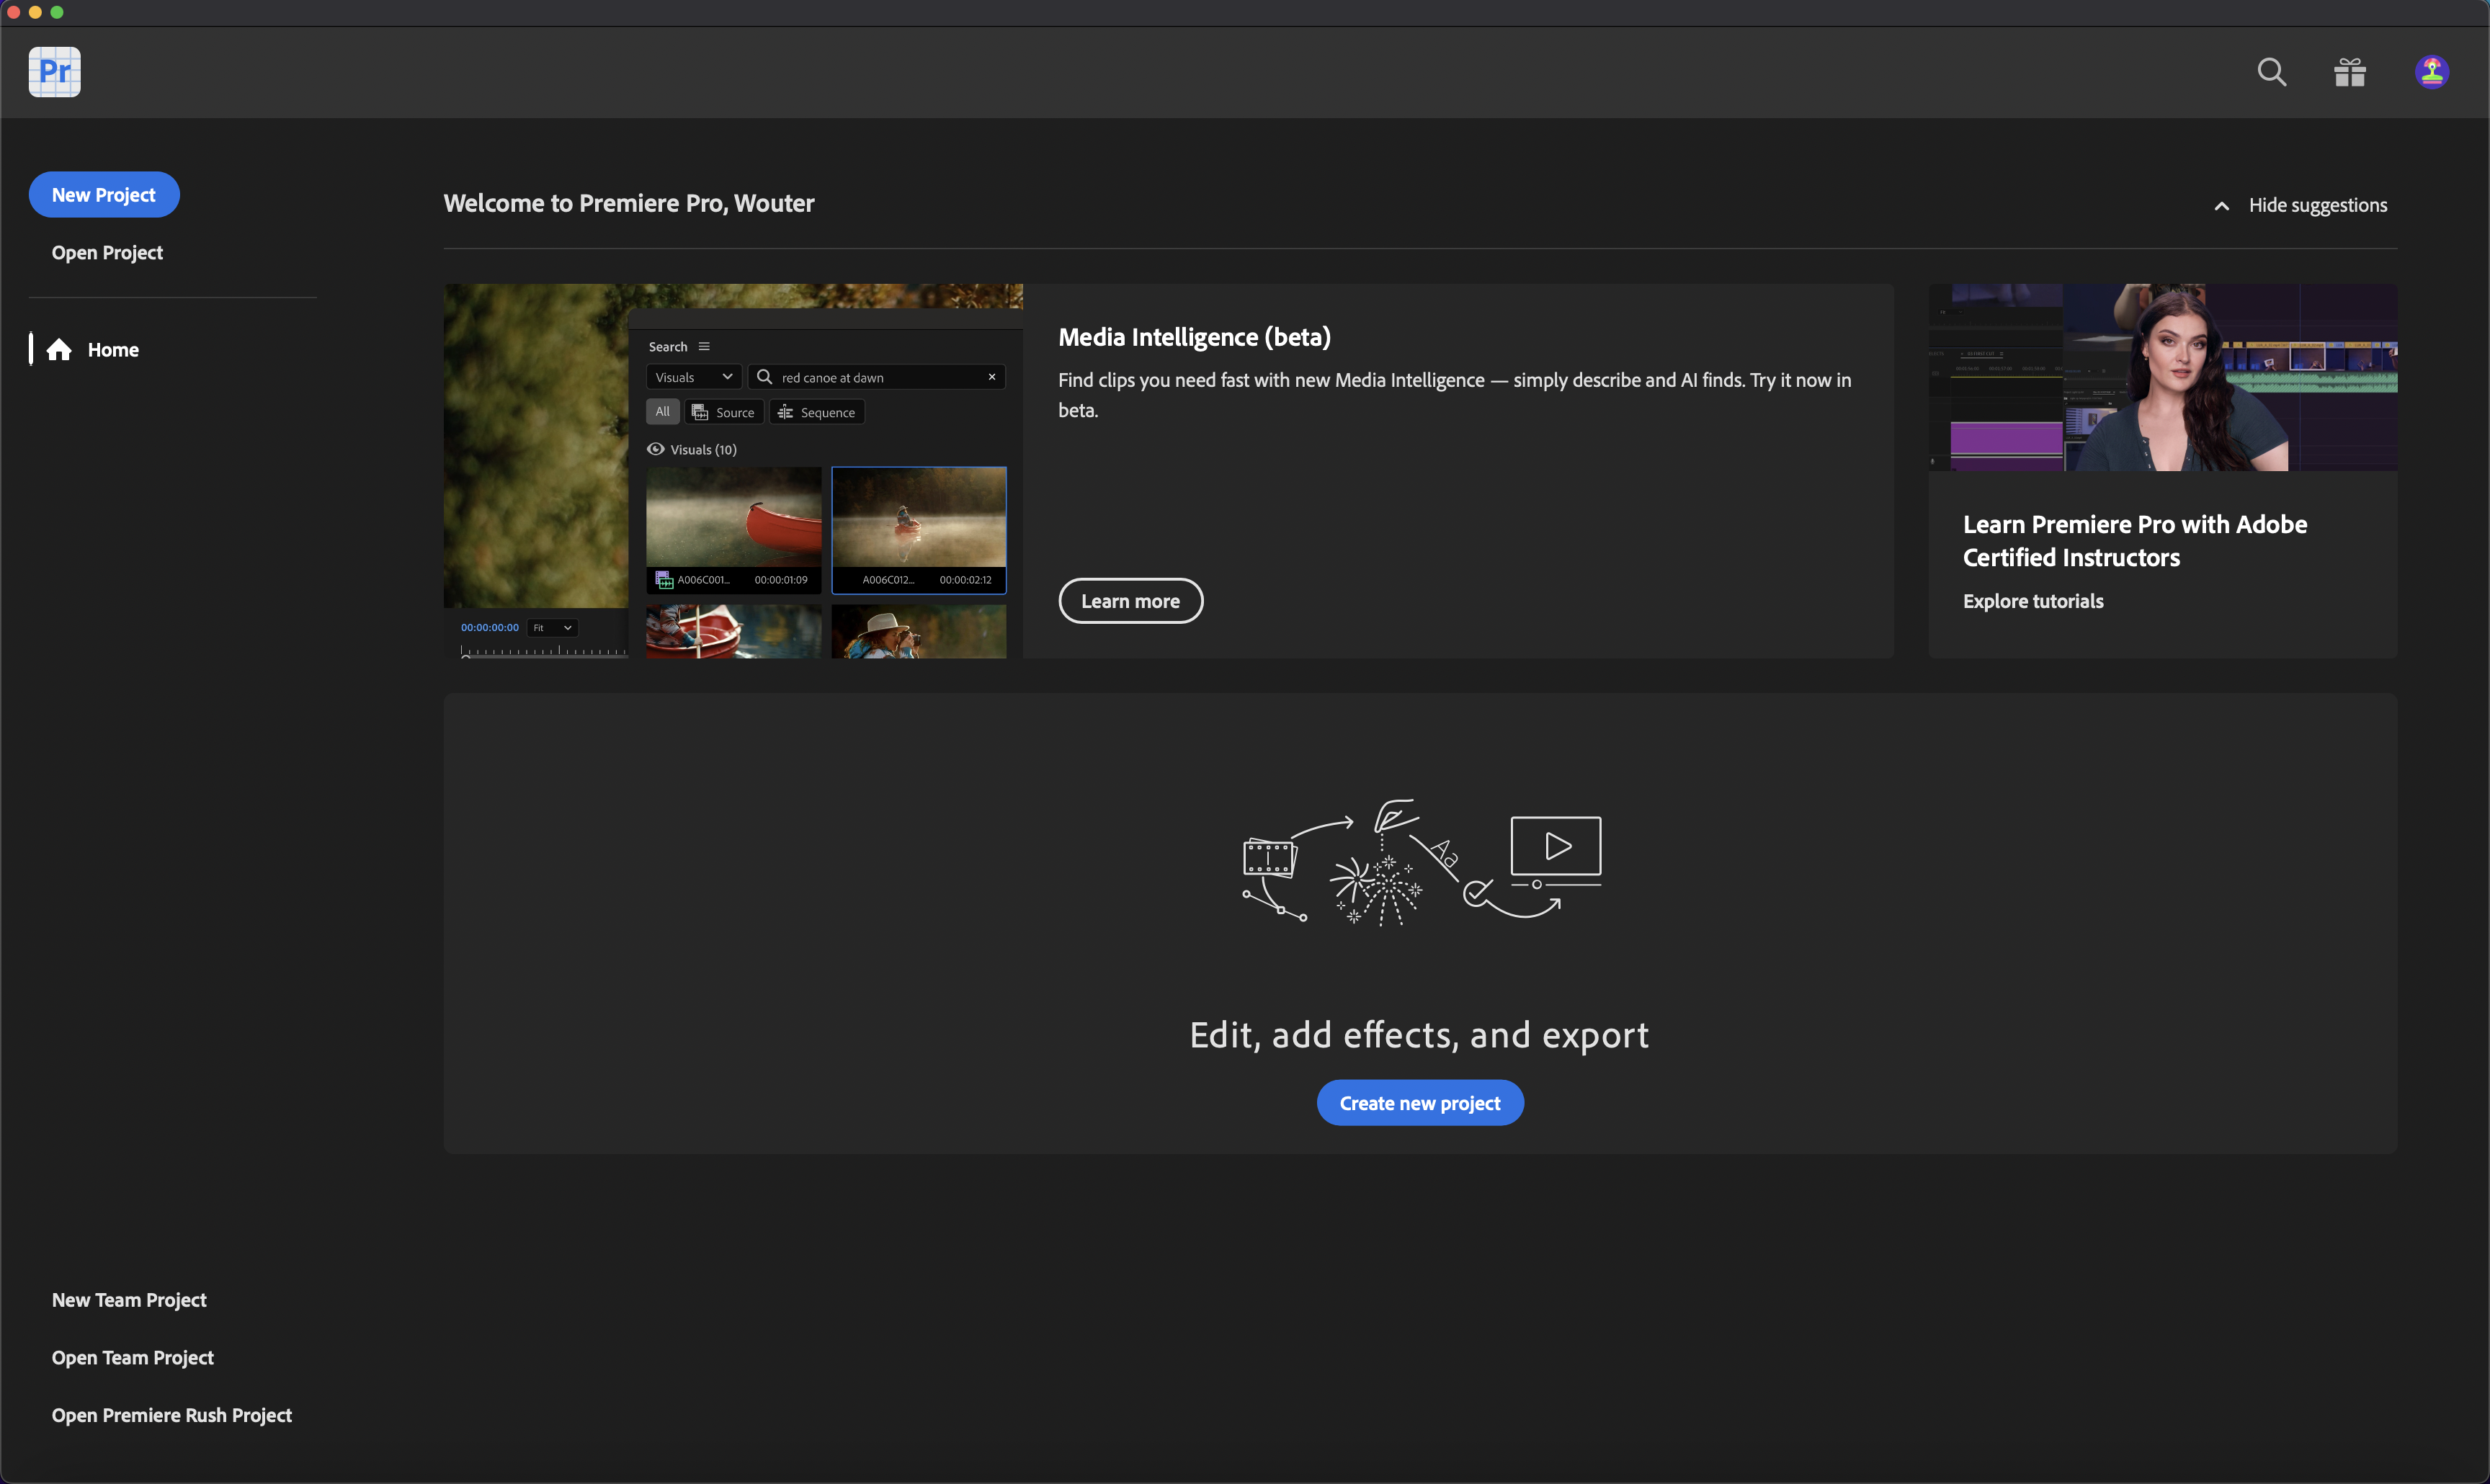 Pr
New Project
Open Project
Home
Welcome to Premiere Pro, Wouter
Hide suggestions
Search
Visuals
red canoe at dawn
All
Source
Sequence
Visuals (10)
A006C001...
00:00:01:09
A006C012...
00:00:02:12
00:00:00:00
Fit
Media Intelligence (beta)
Find clips you need fast with new Media Intelligence — simply describe and AI finds. Try it now in
beta.
Learn more
Learn Premiere Pro with Adobe
Certified Instructors
Explore tutorials
Aa
Edit, add effects, and export
Create new project
New Team Project
Open Team Project
Open Premiere Rush Project